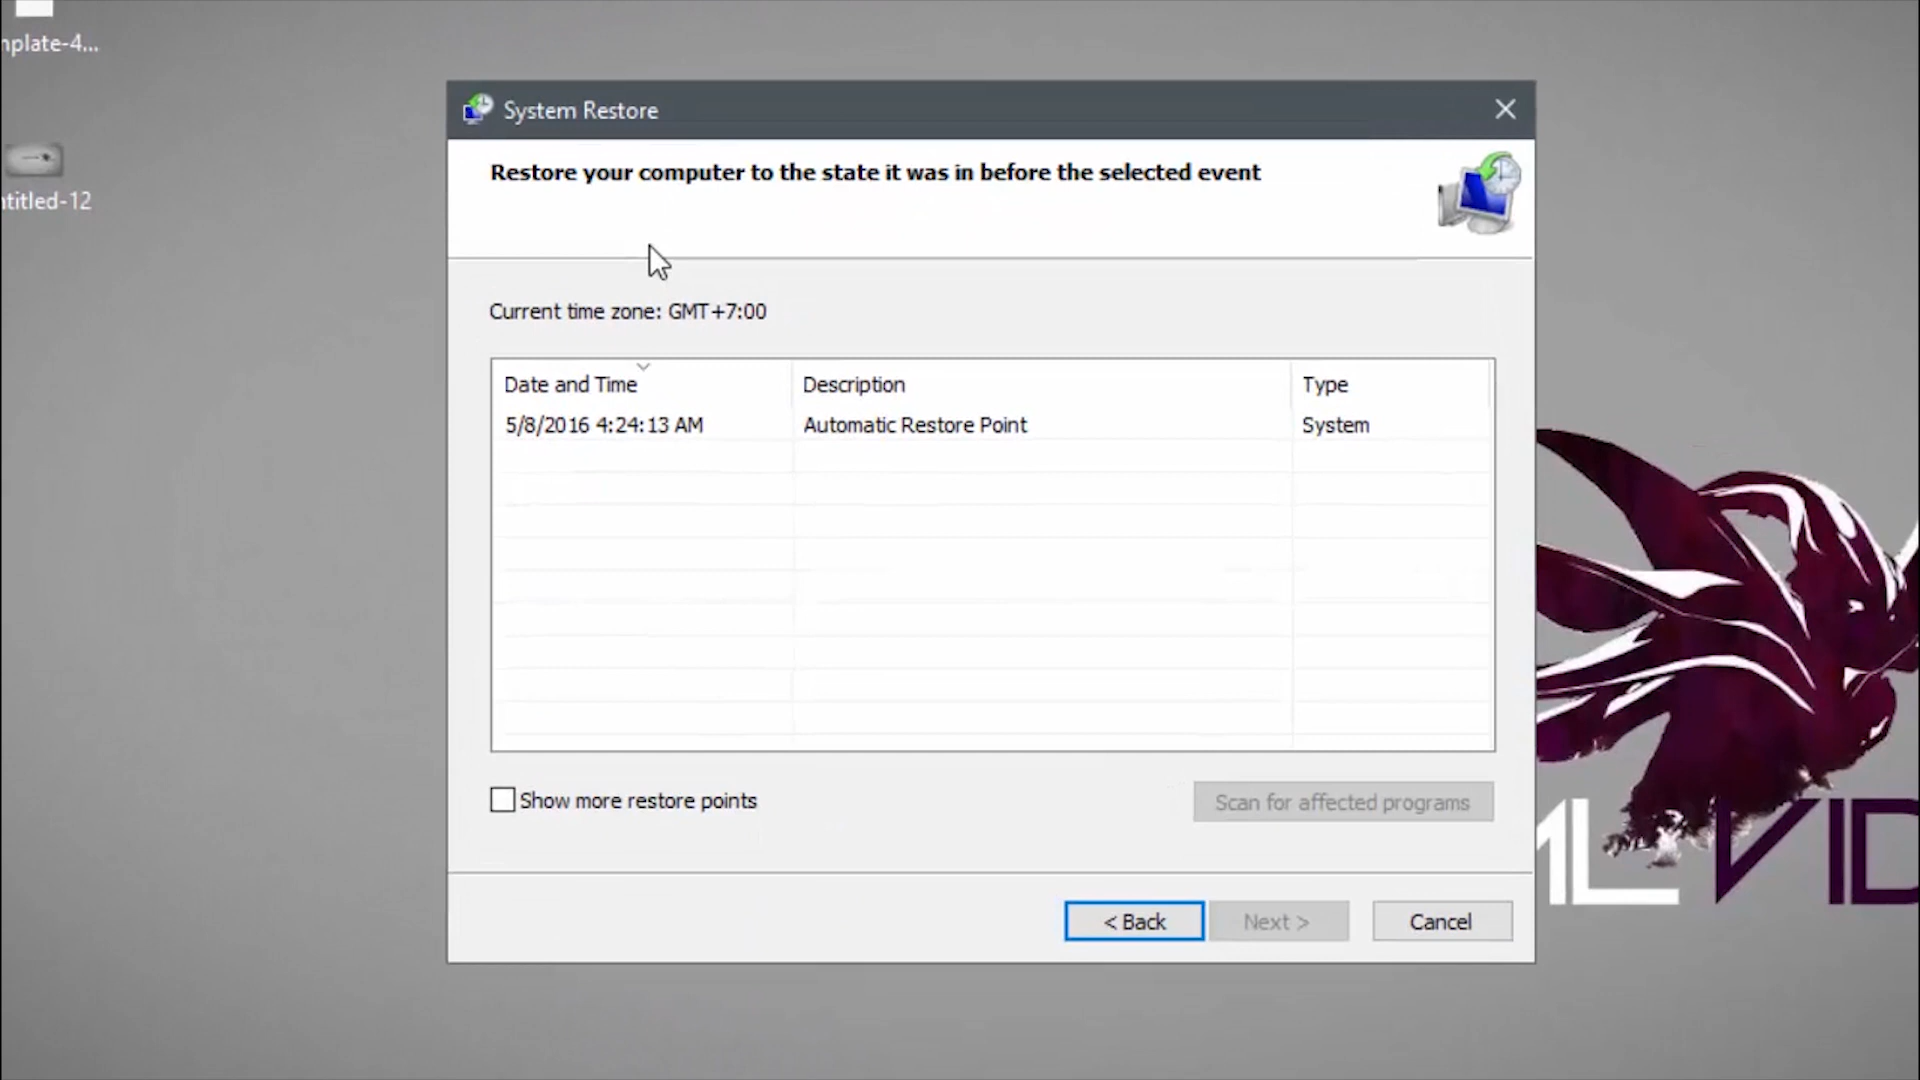 mplate-4...
ntitled-12
System Restore
Restore your computer to the state it was in before the selected event
Current time zone: GMT+7:00
Date and Time Description Type
5/8/2016 4:24:13 AM Automatic Restore Point System
Show more restore points Scan for affected programs
< Back Next > Cancel